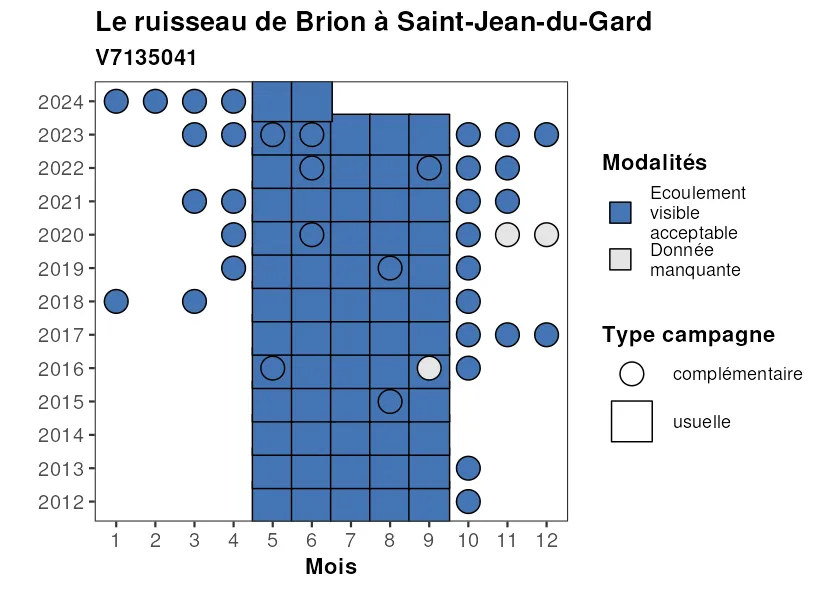 Le ruisseau de Brion à Saint-Jean-du-Gard
V7135041
2024
2023
2022
2021
2020
2019
2018
2017
2016
2015
2014
2013
2012
1 2 3 4 5 6 7 8 9 10 11 12
Mois
Modalités
Ecoulement
visible
acceptable
Donnée
manquante
Type campagne
complémentaire
usuelle